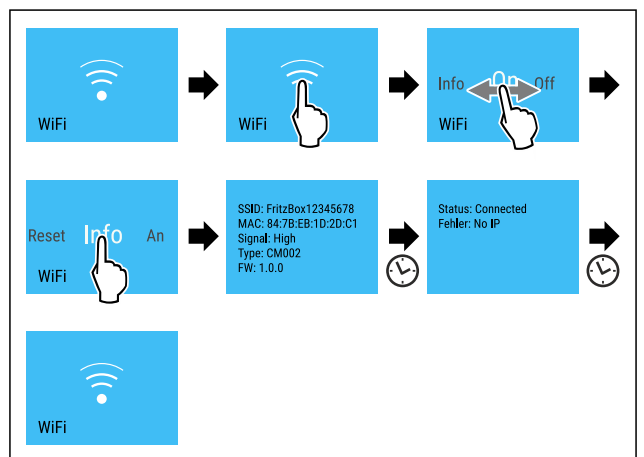 WiFi
WiFi
Info On Off
WiFi
Reset Info An
WiFi
SSID: FritzBox12345678
MAC: 84:7B:EB:1D:2D:C1
Signal: High
Type: CM002
FW: 1.0.0
Status: Connected
Fehler: No IP
WiFi